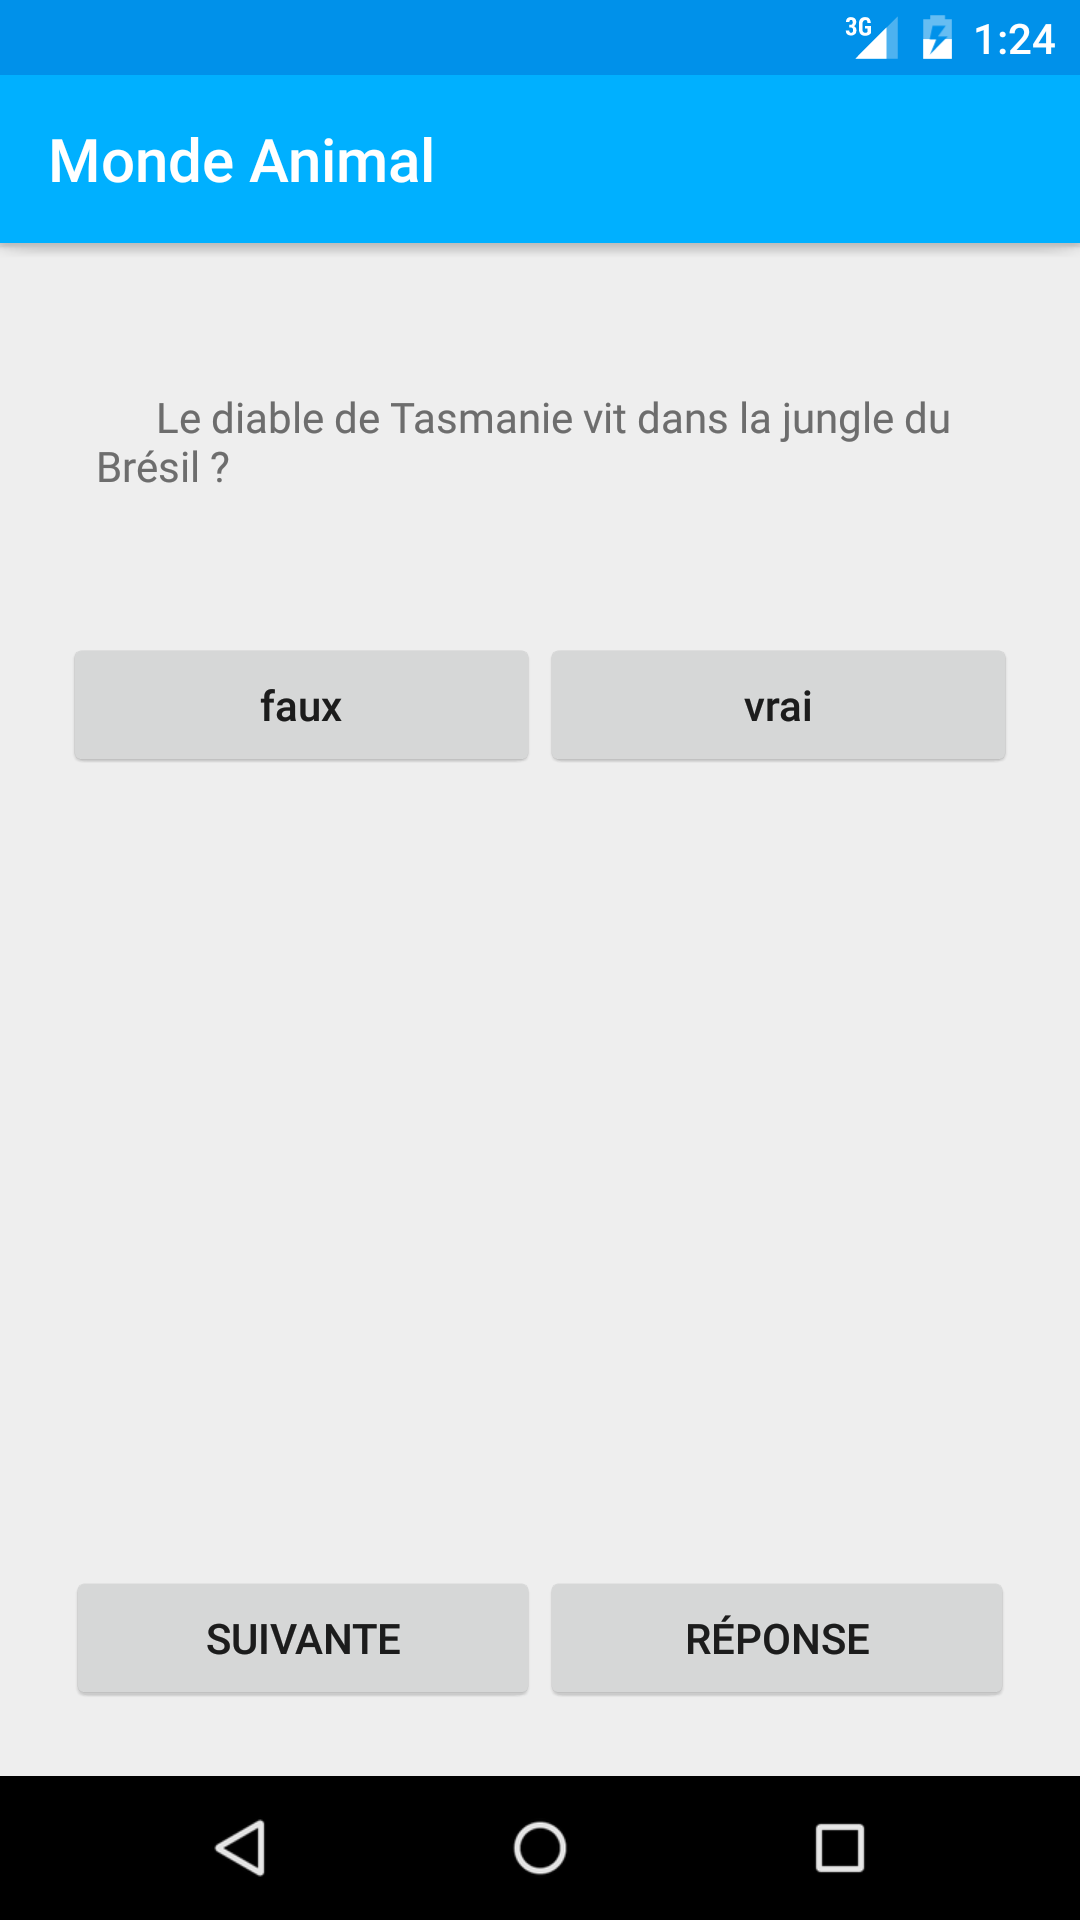 3G 1:24
Monde Animal
Le diable de Tasmanie vit dans la jungle du
Brésil ?
faux vrai
SUIVANTE RÉPONSE